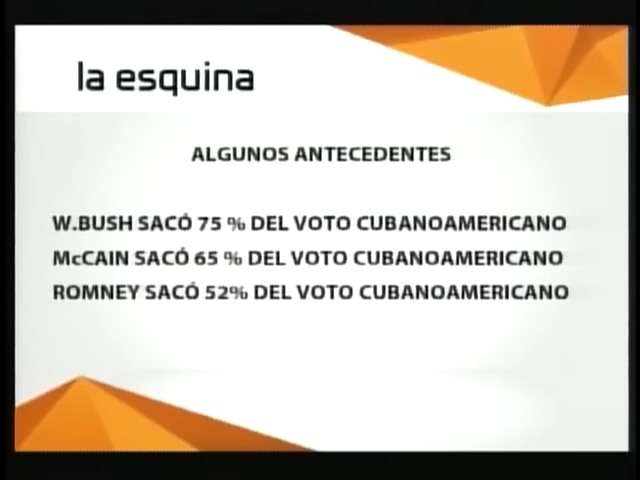 la esquina
ALGUNOS ANTECEDENTES
W.BUSH SACÓ 75 % DEL VOTO CUBANOAMERICANO
McCAIN SACÓ 65 % DEL VOTO CUBANOAMERICANO
ROMNEY SACÓ 52% DEL VOTO CUBANOAMERICANO